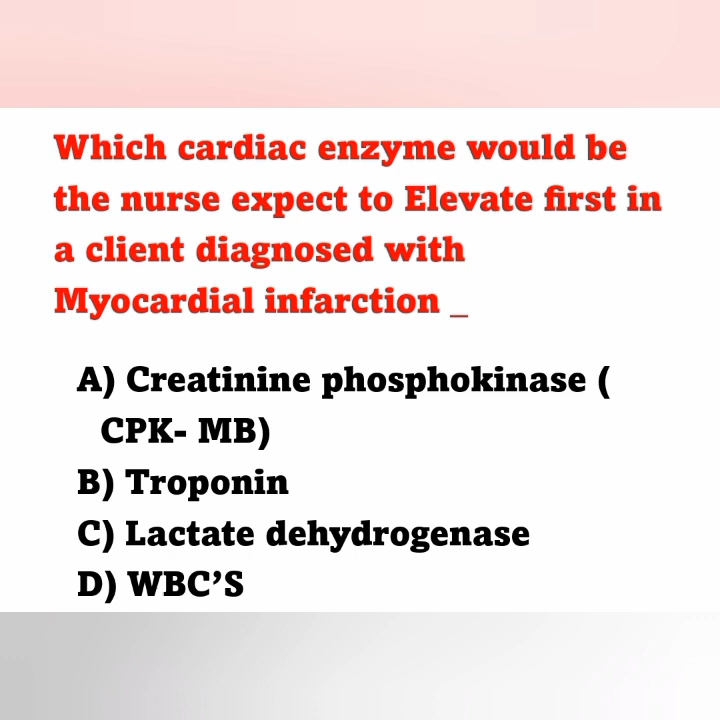 Which cardiac enzyme would be
the nurse expect to Elevate first in
a client diagnosed with
Myocardial infarction _
A) Creatinine phosphokinase (
CPK- MB)
B) Troponin
C) Lactate dehydrogenase
D) WBC’S